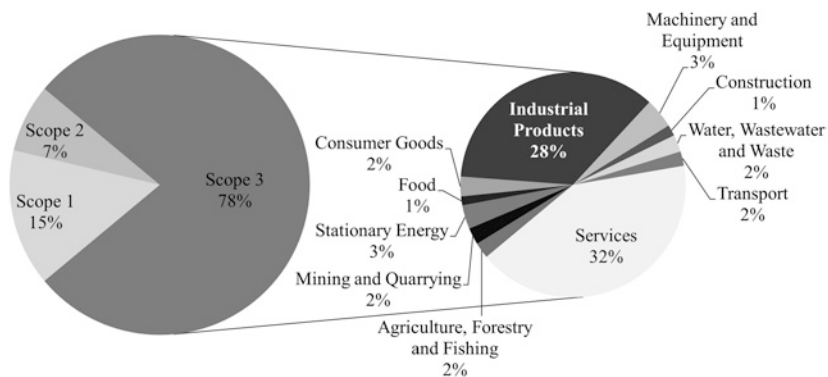 Scope 2
7%
Scope 1
15%
Scope 3
78%
Industrial
Products
28%
Machinery and
Equipment
3%
Construction
1%
Water, Wastewater
and Waste
2%
Transport
2%
Services
32%
Consumer Goods
2%
Food
1%
Stationary Energy
3%
Mining and Quarrying
2%
Agriculture, Forestry
and Fishing
2%